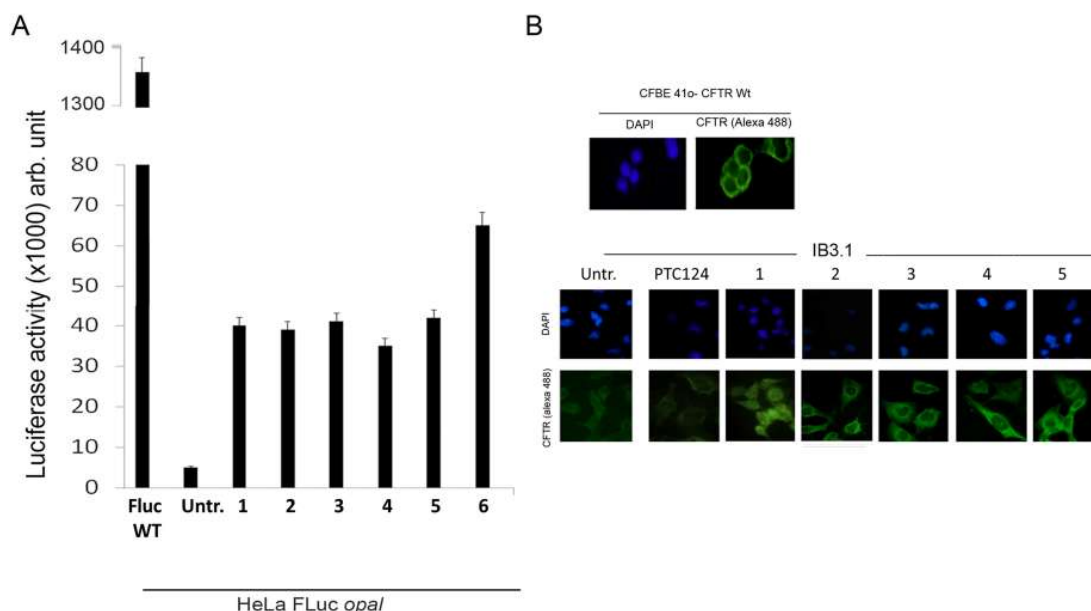 A
Luciferase activity (x1000) arb. unit
1400
1300
80
70
60
50
40
30
20
10
0
Fluc WT
Untr.
1
2
3
4
5
6
HeLa FLuc opal
B
CFBE 41o- CFTR Wt
DAPI
CFTR (Alexa 488)
IB3.1
Untr.
PTC124
1
2
3
4
5
DAPI
CFTR (alexa 488)